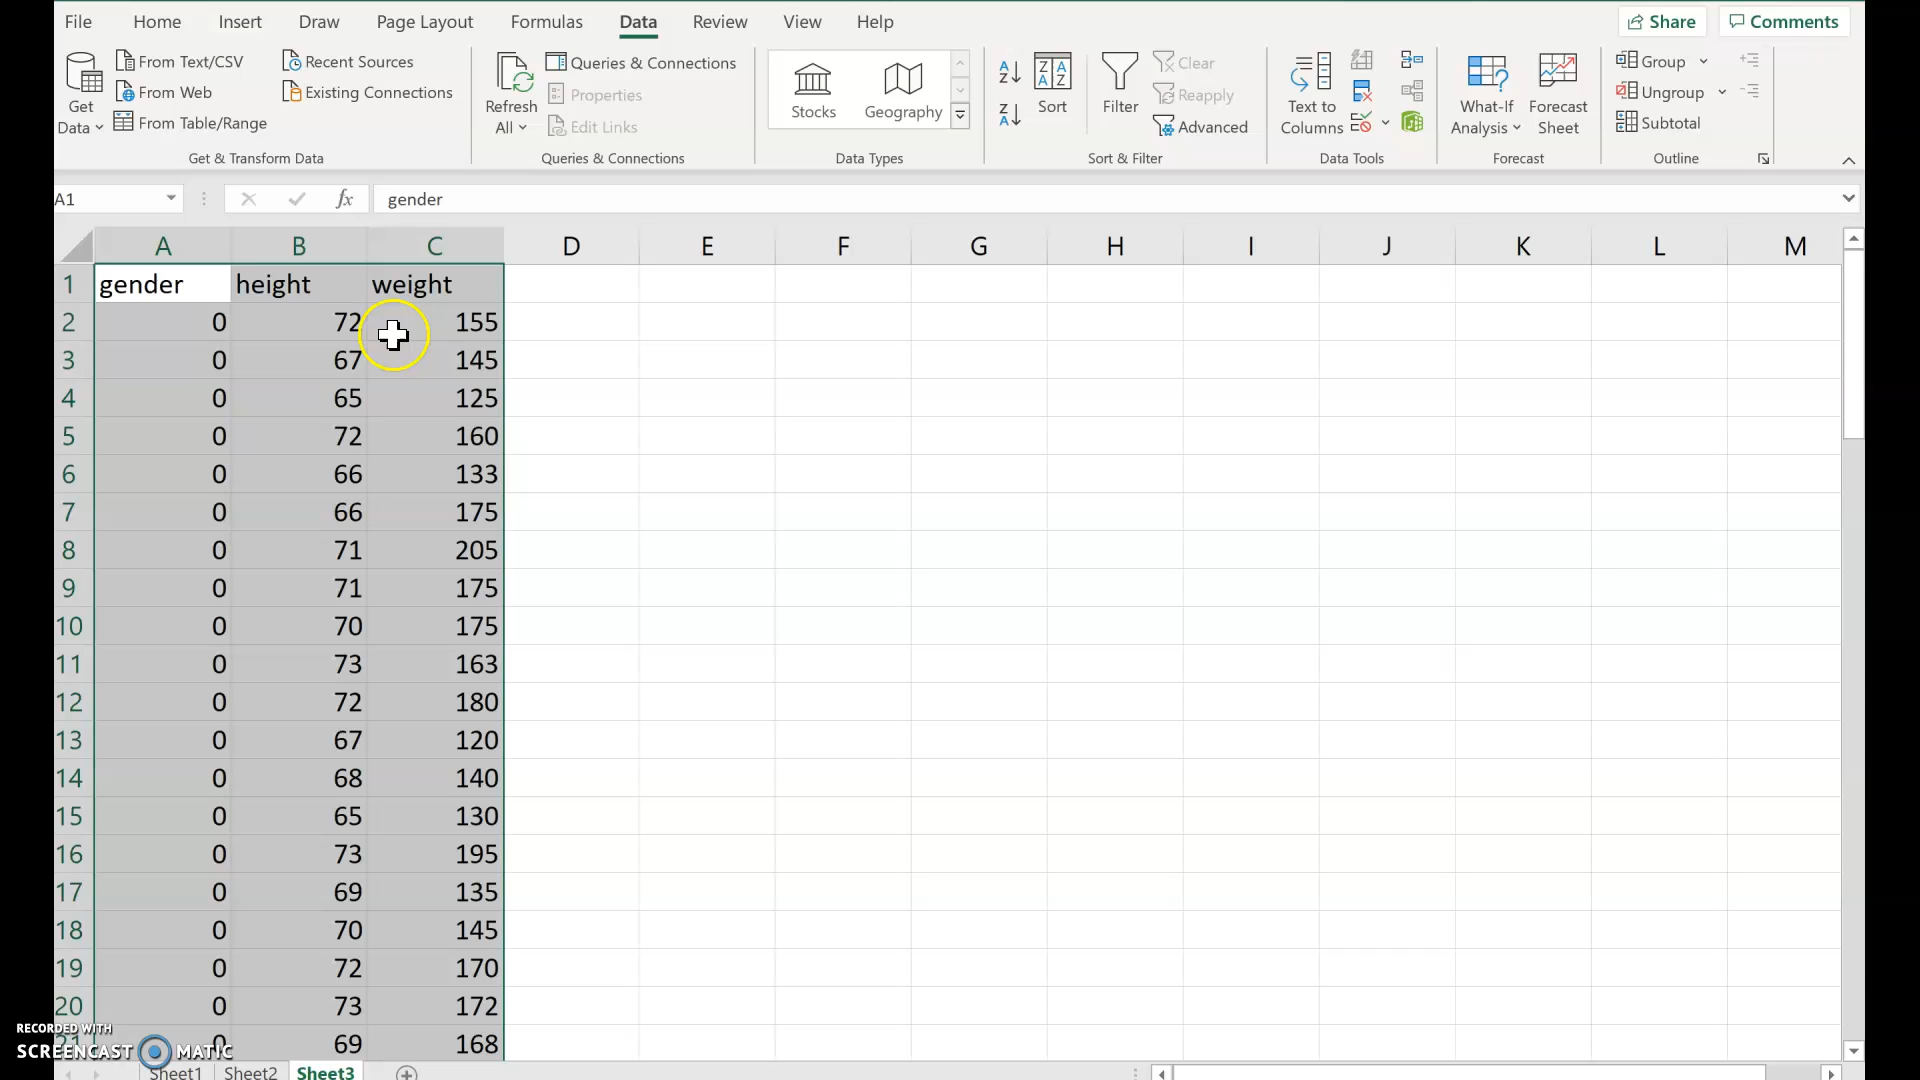 File Home Insert Draw Page Layout Formulas Data Review View Help Share Comments
From Text/CSV Recent Sources Queries & Connections Clear Group
From Web Existing Connections Properties Reapply Ungroup
From Table/Range Edit Links Advanced Subtotal
Get Data Refresh All Stocks Geography Sort Filter Text to Columns What-If Analysis Forecast Sheet
Get & Transform Data Queries & Connections Data Types Sort & Filter Data Tools Forecast Outline
A1 fx gender
A B C D E F G H I J K L M
1 gender height weight
2 0 72 155
3 0 67 145
4 0 65 125
5 0 72 160
6 0 66 133
7 0 66 175
8 0 71 205
9 0 71 175
10 0 70 175
11 0 73 163
12 0 72 180
13 0 67 120
14 0 68 140
15 0 65 130
16 0 73 195
17 0 69 135
18 0 70 145
19 0 72 170
20 0 73 172
21 0 69 168
RECORDED WITH
SCREENCAST MATIC
Sheet1 Sheet2 Sheet3